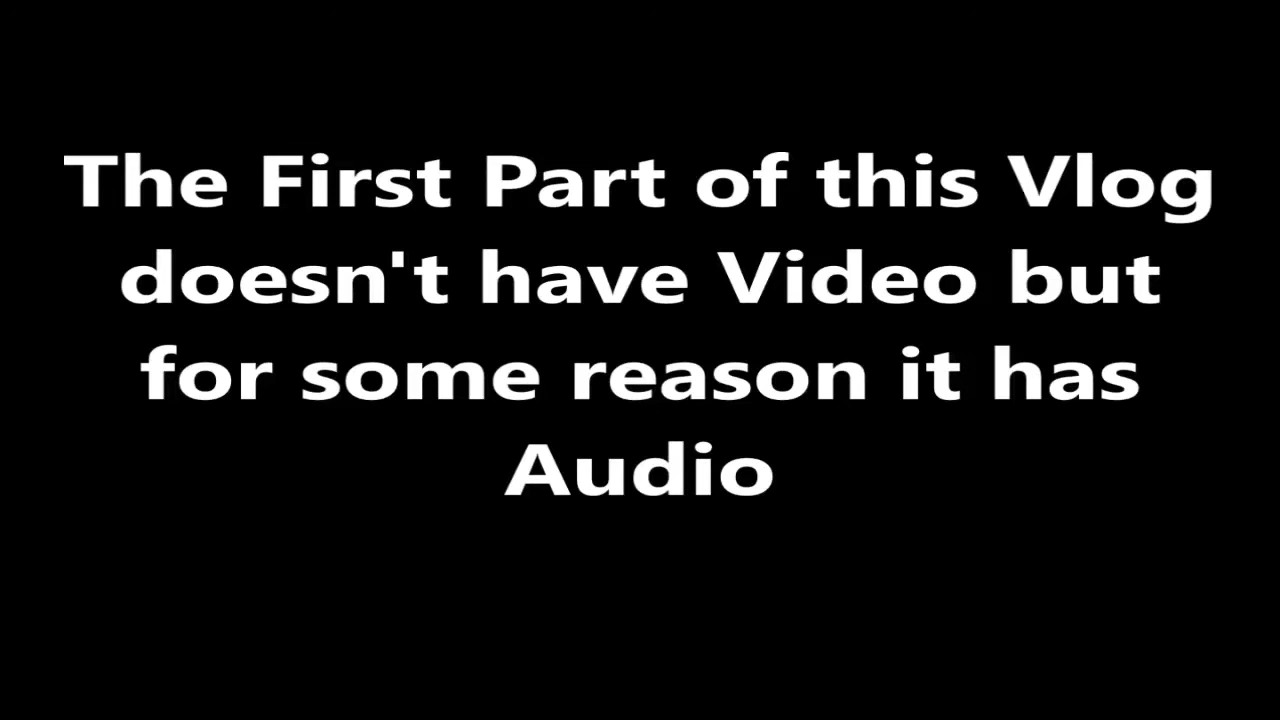 The First Part of this Vlog
doesn't have Video but
for some reason it has
Audio